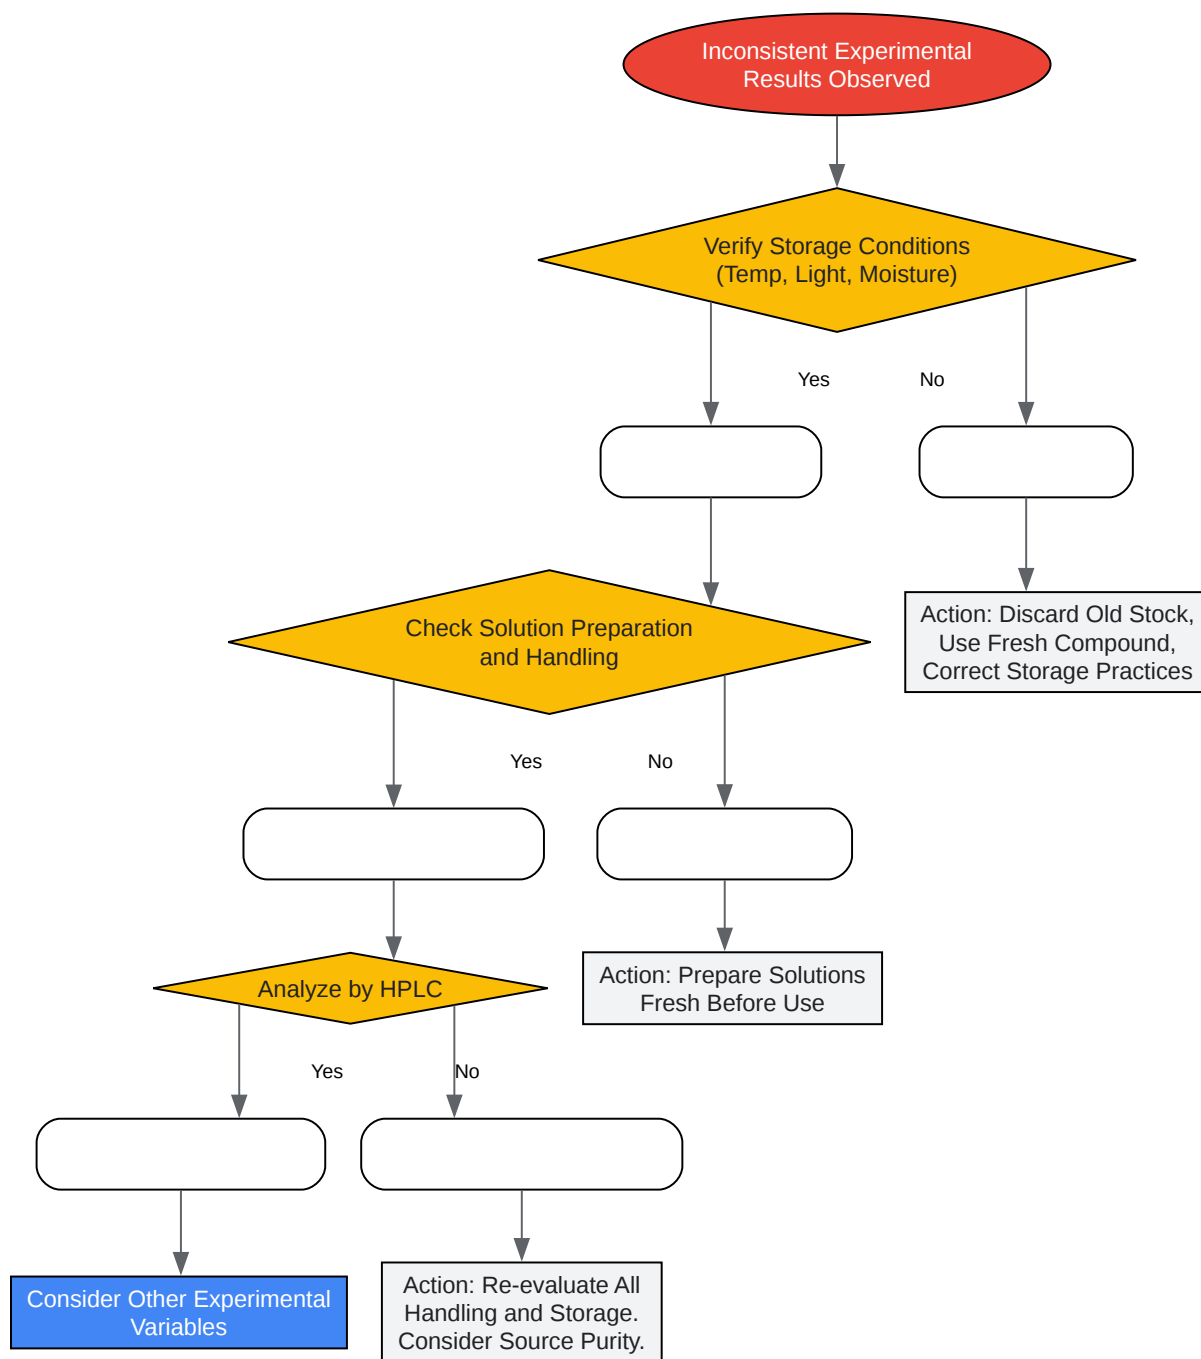 Inconsistent Experimental
Results Observed
Verify Storage Conditions
(Temp, Light, Moisture)
Yes
No
Action: Discard Old Stock,
Use Fresh Compound,
Correct Storage Practices
Check Solution Preparation
and Handling
Yes
No
Action: Prepare Solutions
Fresh Before Use
Analyze by HPLC
Yes
No
Consider Other Experimental
Variables
Action: Re-evaluate All
Handling and Storage.
Consider Source Purity.